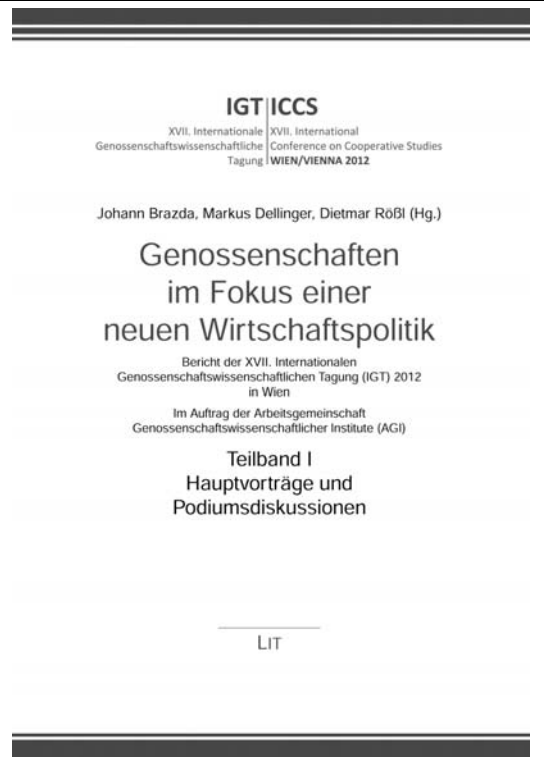 IGT|ICCS
XVII. Internationale | XVII. International
Genossenschaftswissenschaftliche | Conference on Cooperative Studies
Tagung | WIEN/VIENNA 2012
Johann Brazda, Markus Dellinger, Dietmar Rößl (Hg.)
Genossenschaften
im Fokus einer
neuen Wirtschaftspolitik
Bericht der XVII. Internationalen
Genossenschaftswissenschaftlichen Tagung (IGT) 2012
in Wien
Im Auftrag der Arbeitsgemeinschaft
Genossenschaftswissenschaftlicher Institute (AGI)
Teilband I
Hauptvorträge und
Podiumsdiskussionen
LIT